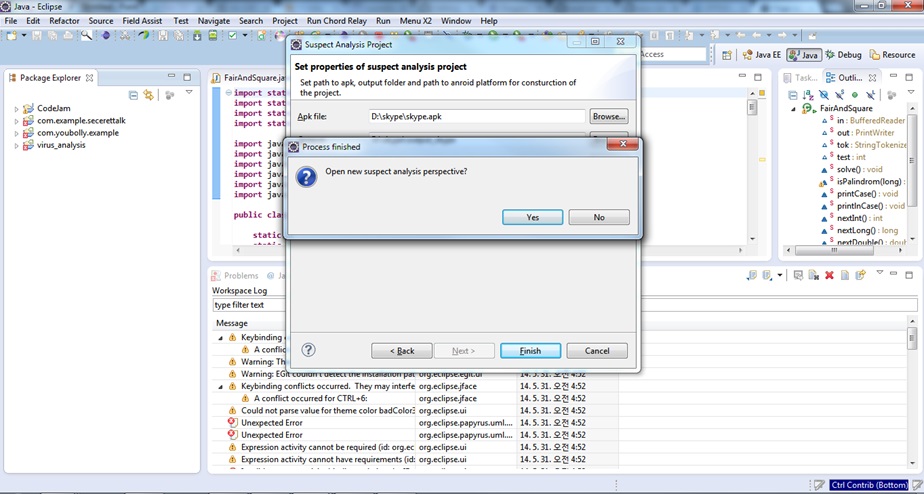 Java - Eclipse
File Edit Refactor Source Field Assist Test Navigate Search Project Run Chord Relay Run Menu X2 Window Help
Access
Java EE
Java
Debug
Resource
Package Explorer
CodeJam
com.example.secerettalk
com.youbolly.example
virus_analysis
FairAndSquare.ja
import stat
import stat
import stat
import stat
import jav
import jav
import jav
import jav
import jav
public clas
static
Suspect Analysis Project
Set properties of suspect analysis project
Set path to apk, output folder and path to anroid platform for consturction of
the project.
Apk file:
D:\skype\skype.apk
Browse...
Process finished
Open new suspect analysis perspective?
Yes
No
< Back
Next >
Finish
Cancel
Task...
Outli...
FairAndSquare
in : BufferedReader
out : PrintWriter
tok : StringTokenize
test : int
solve() : void
isPalindrom(long) :
printCase() : void
printlnCase() : void
nextInt() : int
nextLong() : long
nextDouble() : doub
Problems
@ Ja
Workspace Log
type filter text
Message
Keybinding
A conflic
Warning: Th
Warning: EGit couldn't detect the installation pat org.eclipse.egit.ui 14. 5. 31. 오전 4:52
Keybinding conflicts occurred. They may interfe org.eclipse.jface 14. 5. 31. 오전 4:52
A conflict occurred for CTRL+6: org.eclipse.jface 14. 5. 31. 오전 4:52
Could not parse value for theme color badColor3 org.eclipse.ui 14. 5. 31. 오전 4:52
Unexpected Error org.eclipse.papyrus.uml.... 14. 5. 31. 오전 4:52
Unexpected Error org.eclipse.papyrus.uml.... 14. 5. 31. 오전 4:52
Expression activity cannot be required (id: org.ec org.eclipse.ui 14. 5. 31. 오전 4:52
Expression activity cannot have requirements (id: org.eclipse.ui 14. 5. 31. 오전 4:52
Ctrl Contrib (Bottom)